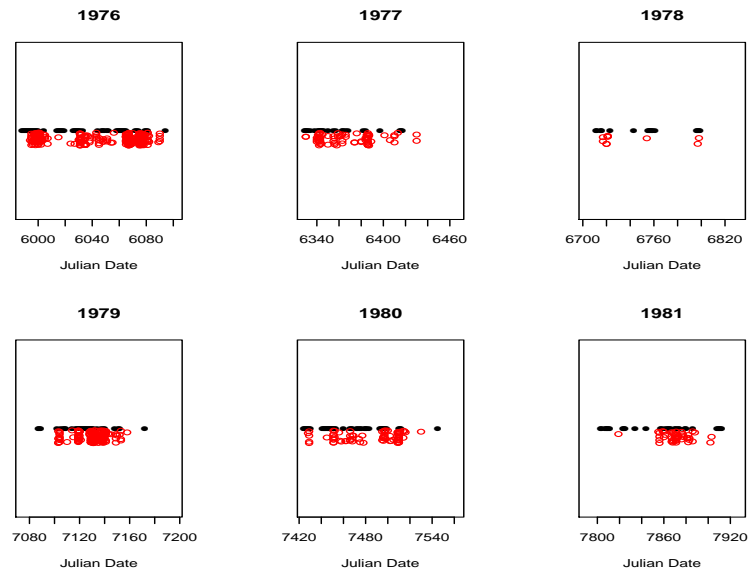 1976
1977
1978
6000 6040 6080
6340 6400 6460
6700 6760 6820
Julian Date
Julian Date
Julian Date
1979
1980
1981
7080 7120 7160 7200
7420 7480 7540
7800 7860 7920
Julian Date
Julian Date
Julian Date